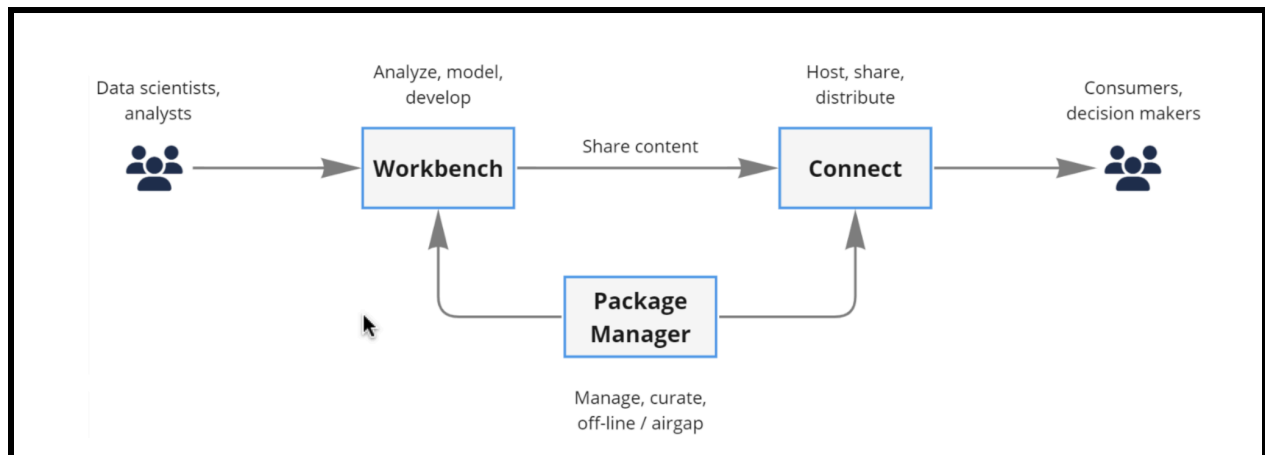 Data scientists,
analysts
Analyze, model,
develop
Workbench
Share content
Host, share,
distribute
Connect
Consumers,
decision makers
Package
Manager
Manage, curate,
off-line / airgap